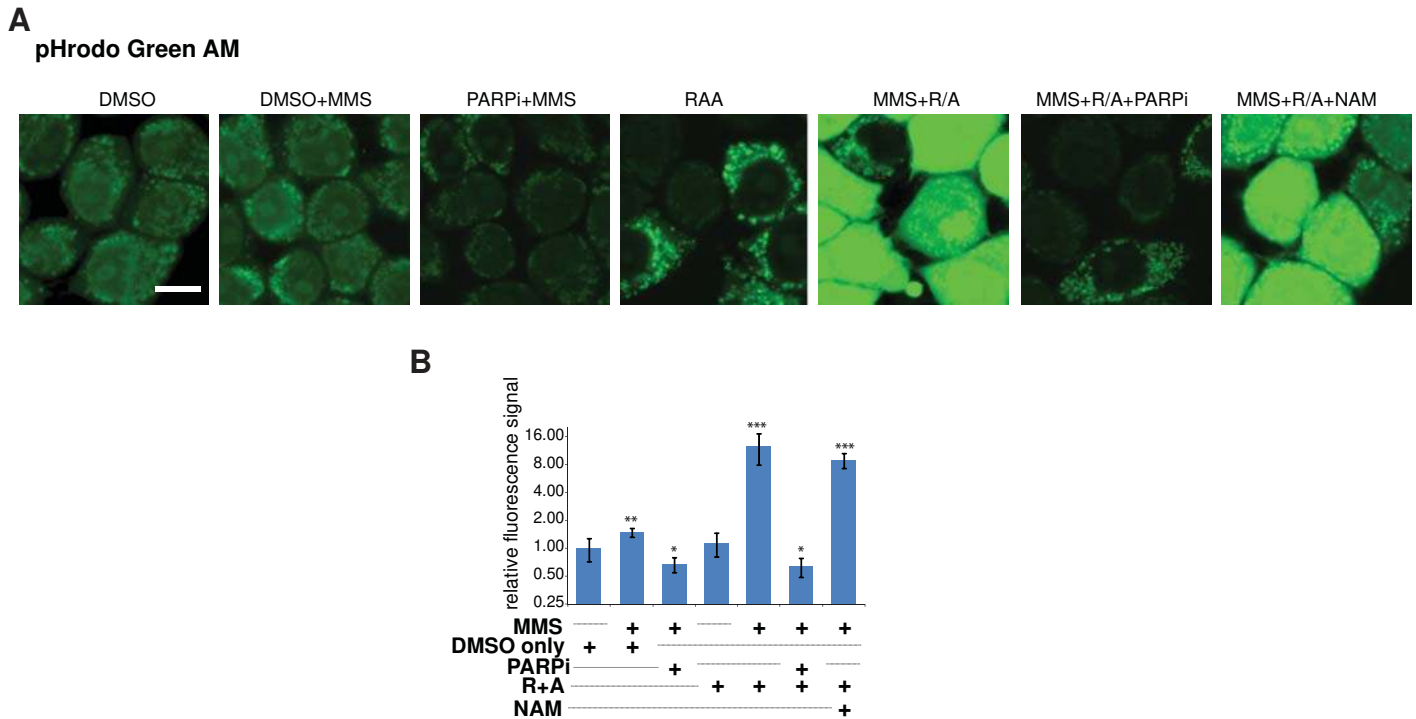 A
pHrodo Green AM
DMSO DMSO+MMS PARPi+MMS RAA MMS+R/A MMS+R/A+PARPi MMS+R/A+NAM
B
relative fluorescence signal
16.00
8.00
4.00
2.00
1.00
0.50
0.25
** * *** * ***
MMS + + + + +
DMSO only + +
PARPi + +
R+A + + + +
NAM +